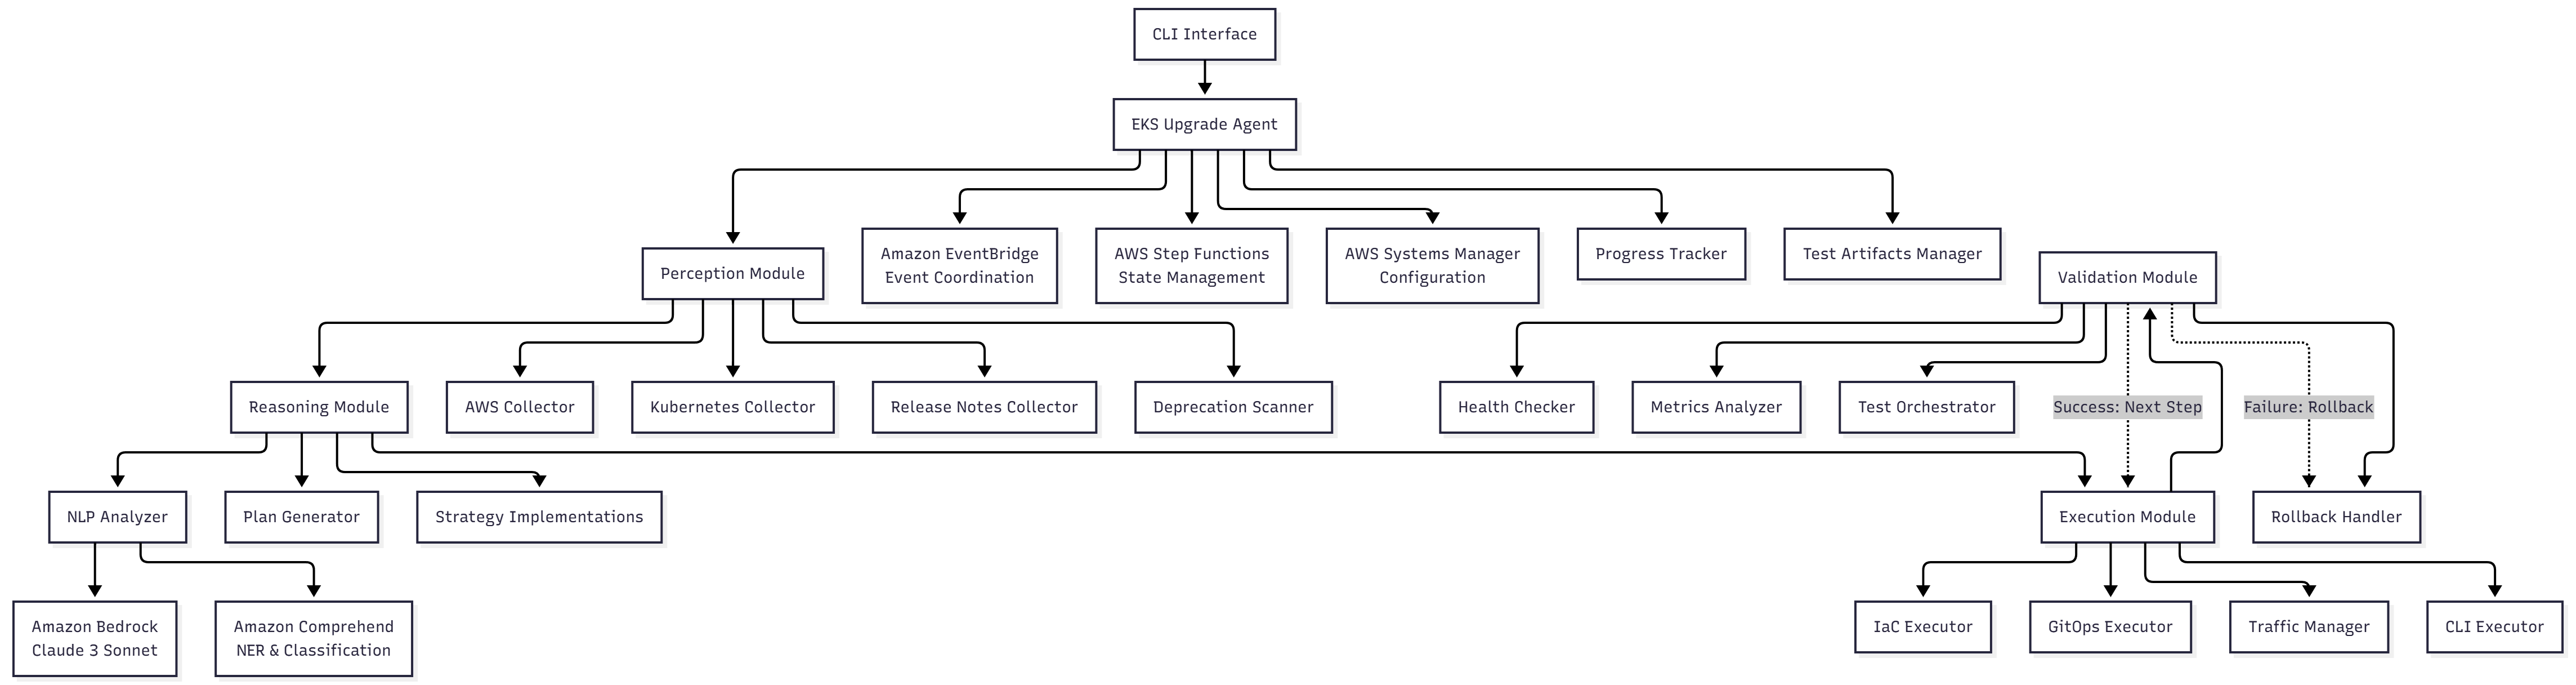 CLI Interface
EKS Upgrade Agent
Perception Module
Amazon EventBridge
Event Coordination
AWS Step Functions
State Management
AWS Systems Manager
Configuration
Progress Tracker
Test Artifacts Manager
Validation Module
Reasoning Module
AWS Collector
Kubernetes Collector
Release Notes Collector
Deprecation Scanner
Health Checker
Metrics Analyzer
Test Orchestrator
Success: Next Step
Failure: Rollback
NLP Analyzer
Plan Generator
Strategy Implementations
Execution Module
Rollback Handler
Amazon Bedrock
Claude 3 Sonnet
Amazon Comprehend
NER & Classification
IaC Executor
GitOps Executor
Traffic Manager
CLI Executor